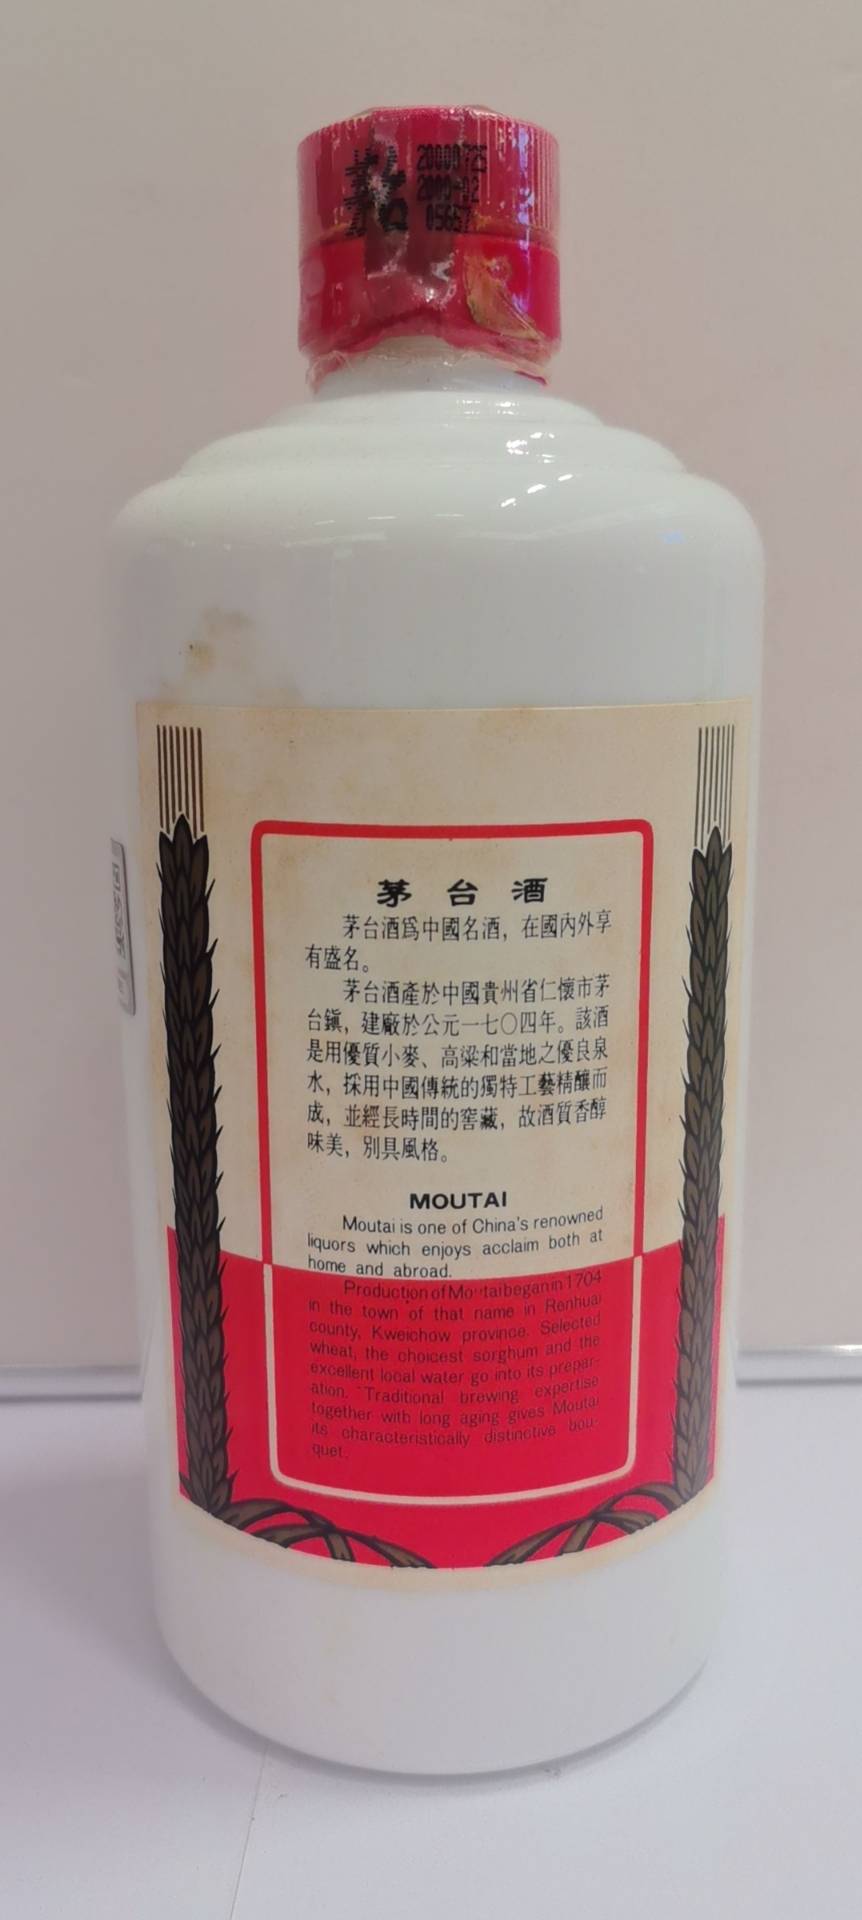 茅台
20000725
2000-02
05667
茅台酒
茅台酒爲中國名酒，在國內外享
有盛名。
茅台酒產於中國貴州省仁懷市茅
台鎮，建廠於公元一七〇四年。該酒
是用優質小麥、高粱和當地之優良泉
水，採用中國傳統的獨特工藝精釀而
成，並經長時間的窖藏，故酒質香醇
味美，別具風格。
MOUTAI
Moutai is one of China's renowned
liquors which enjoys acclaim both at
home and abroad.
Production of Moutai began in 1704
in the town of that name in Renhuai
county, Kweichow province. Selected
wheat, the choicest sorghum and the
excellent local water go into its prepar-
ation. Traditional brewing expertise
together with long aging gives Moutai
its characteristically distinctive bou-
quet.